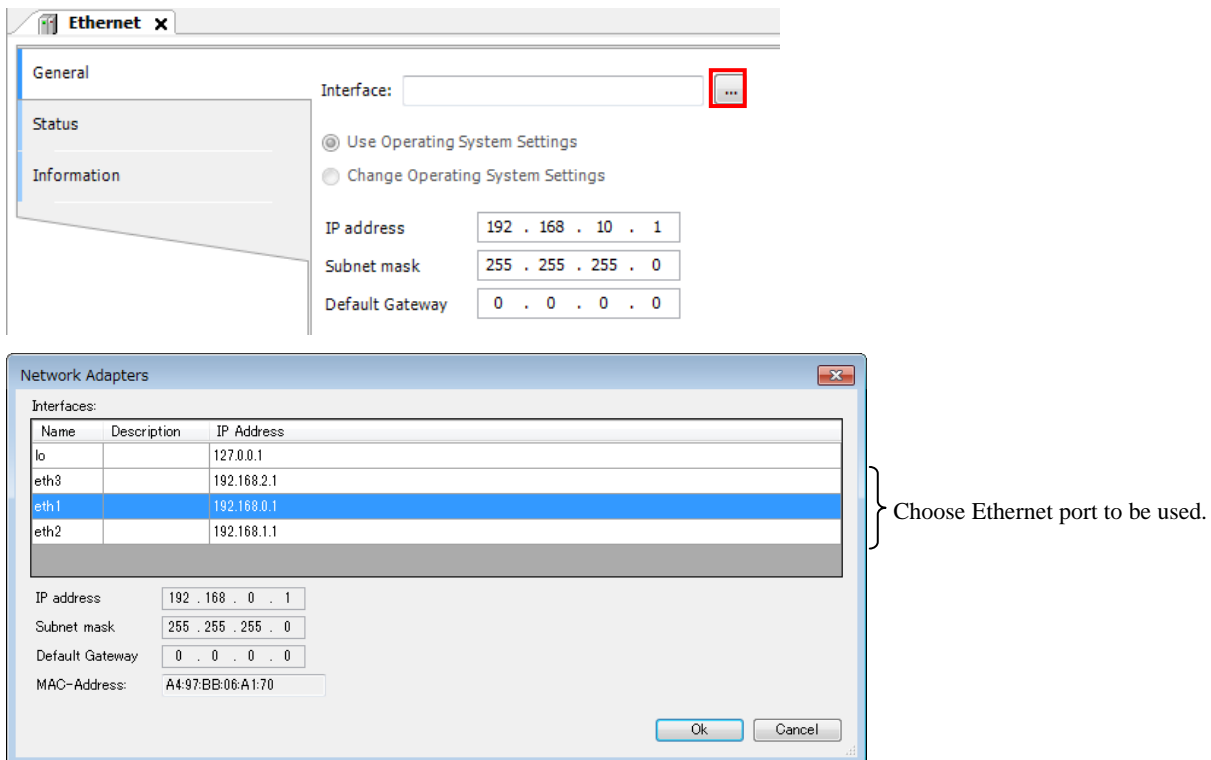 Ethernet x
General
Interface: ...
Status
Use Operating System Settings
Information
Change Operating System Settings
IP address 192 . 168 . 10 . 1
Subnet mask 255 . 255 . 255 . 0
Default Gateway 0 . 0 . 0 . 0
Network Adapters
Interfaces:
Name Description IP Address
lo 127.0.0.1
eth3 192.168.2.1
eth1 192.168.0.1
Choose Ethernet port to be used.
eth2 192.168.1.1
IP address 192 . 168 . 0 . 1
Subnet mask 255 . 255 . 255 . 0
Default Gateway 0 . 0 . 0 . 0
MAC-Address: A4:97:BB:06:A1:70
Ok Cancel